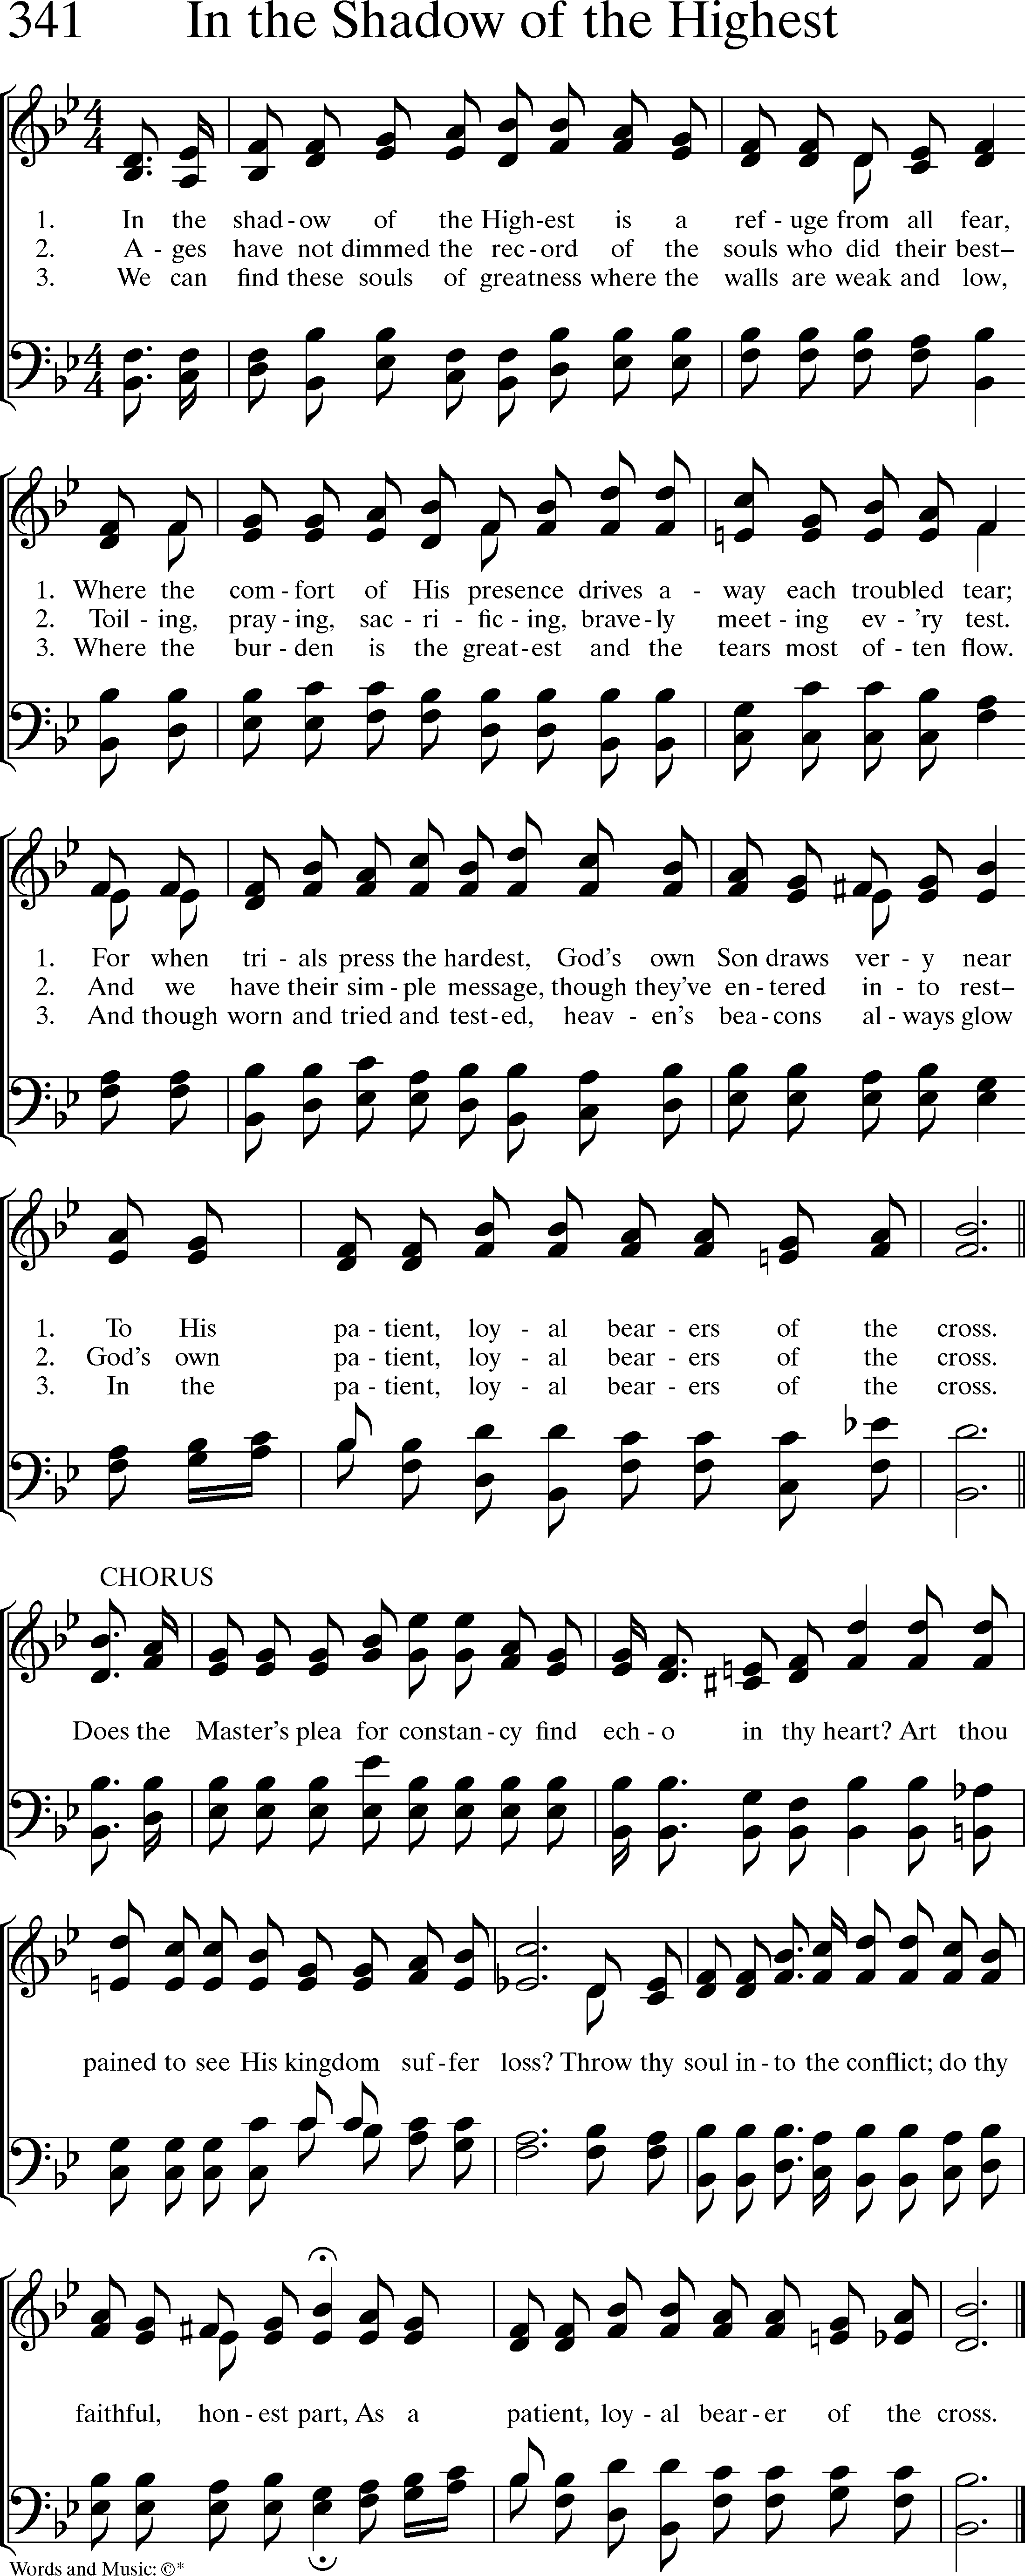 341 In the Shadow of the Highest
1. In the shad - ow of the High - est is a ref - uge from all fear,
2. A - ges have not dimmed the rec - ord of the souls who did their best–
3. We can find these souls of greatness where the walls are weak and low,
1. Where the com - fort of His presence drives a - way each troubled tear;
2. Toil - ing, pray - ing, sac - ri - fic - ing, brave - ly meet - ing ev - 'ry test.
3. Where the bur - den is the great - est and the tears most of - ten flow.
1. For when tri - als press the hardest, God's own Son draws ver - y near
2. And we have their sim - ple message, though they've en - tered in - to rest–
3. And though worn and tried and test - ed, heav - en's bea - cons al - ways glow
1. To His pa - tient, loy - al bear - ers of the cross.
2. God's own pa - tient, loy - al bear - ers of the cross.
3. In the pa - tient, loy - al bear - ers of the cross.
CHORUS
Does the Master's plea for constan - cy find ech - o in thy heart? Art thou
pained to see His kingdom suf - fer loss? Throw thy soul in - to the conflict; do thy
faithful, hon - est part, As a patient, loy - al bear - er of the cross.
Words and Music: ©*